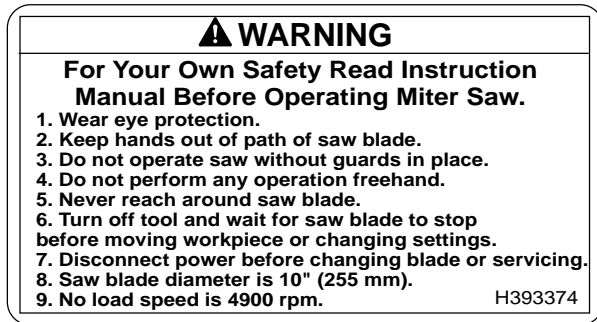 WARNING
For Your Own Safety Read Instruction
Manual Before Operating Miter Saw.
1. Wear eye protection.
2. Keep hands out of path of saw blade.
3. Do not operate saw without guards in place.
4. Do not perform any operation freehand.
5. Never reach around saw blade.
6. Turn off tool and wait for saw blade to stop
before moving workpiece or changing settings.
7. Disconnect power before changing blade or servicing.
8. Saw blade diameter is 10" (255 mm).
9. No load speed is 4900 rpm.
H393374